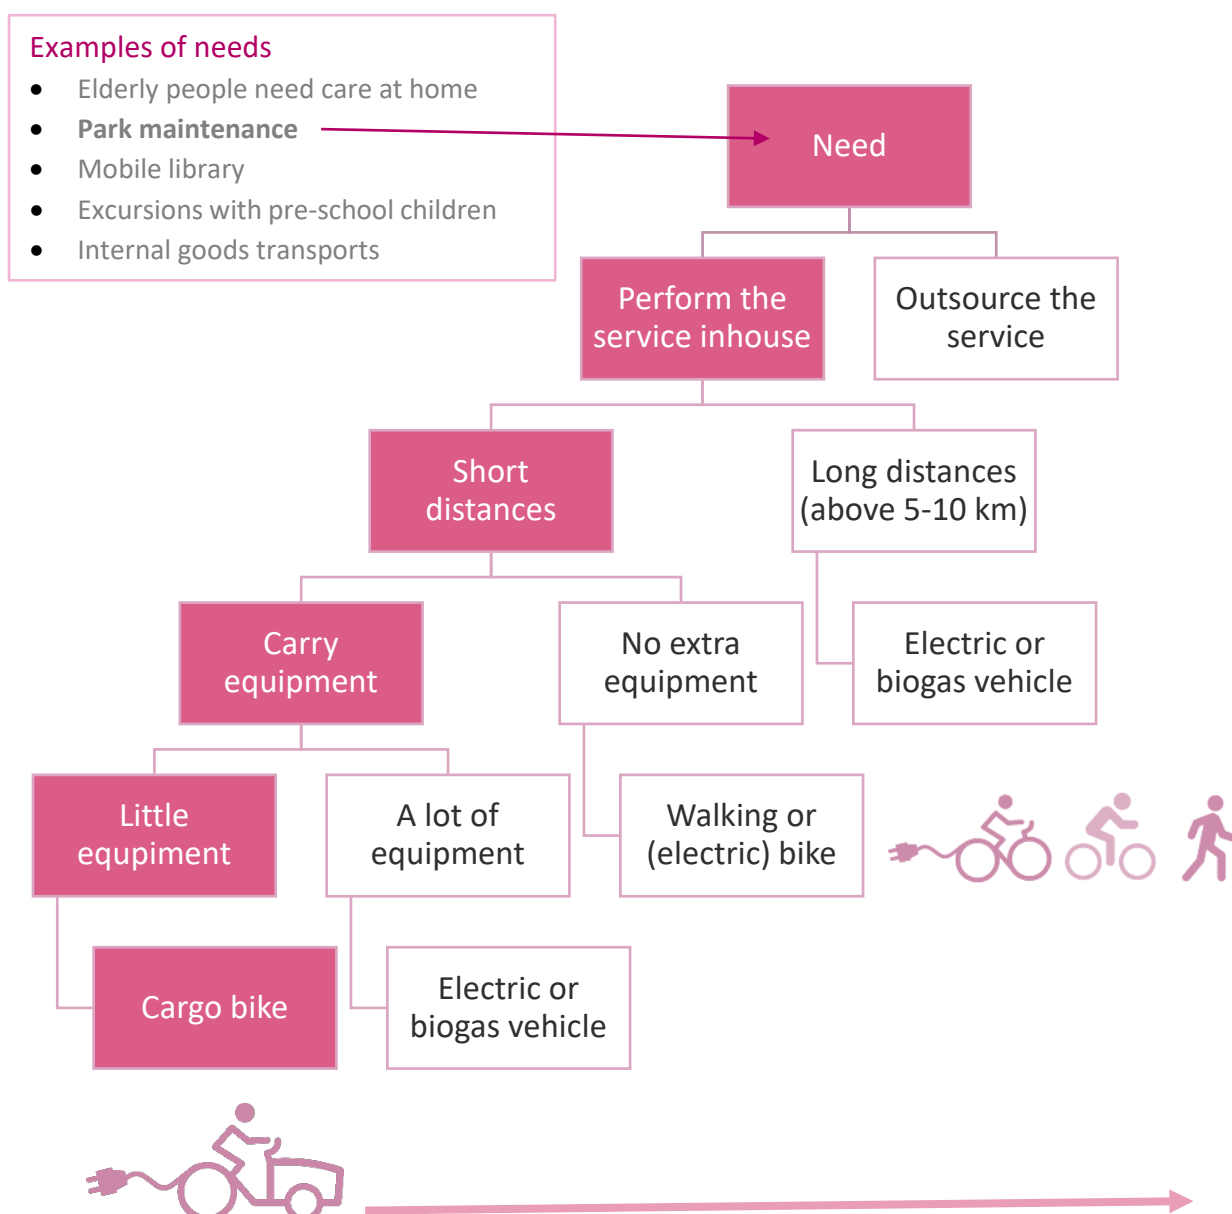 Examples of needs
• Elderly people need care at home
• Park maintenance
• Mobile library
• Excursions with pre-school children
• Internal goods transports
Need
Perform the
service inhouse
Outsource the
service
Short
distances
Long distances
(above 5-10 km)
Carry
equipment
No extra
equipment
Electric or
biogas vehicle
Little
equpiment
A lot of
equipment
Walking or
(electric) bike
Cargo bike
Electric or
biogas vehicle